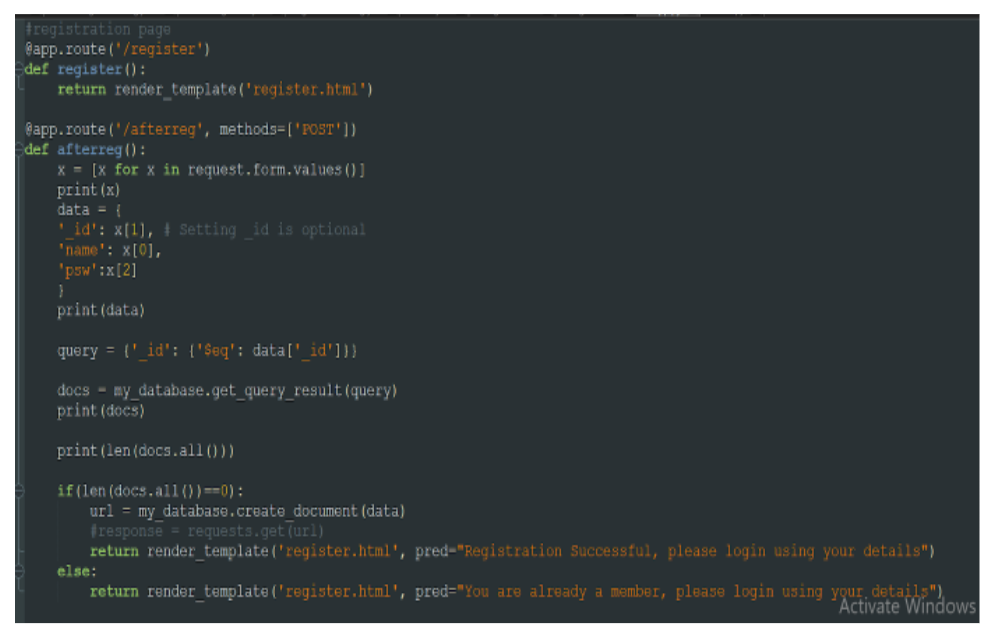 #registration page
@app.route('/register')
def register():
    return render_template('register.html')

@app.route('/afterreg', methods=['POST'])
def afterreg():
    x = [x for x in request.form.values()]
    print(x)
    data = {
    '_id': x[1], # Setting _id is optional
    'name': x[0],
    'psw':x[2]
    }
    print(data)

    query = {'_id': {'$eq': data['_id']}}

    docs = my_database.get_query_result(query)
    print(docs)

    print(len(docs.all()))

    if(len(docs.all())==0):
        url = my_database.create_document(data)
        #response = requests.get(url)
        return render_template('register.html', pred="Registration Successful, please login using your details")
    else:
        return render_template('register.html', pred="You are already a member, please login using your details")
Activate Windows